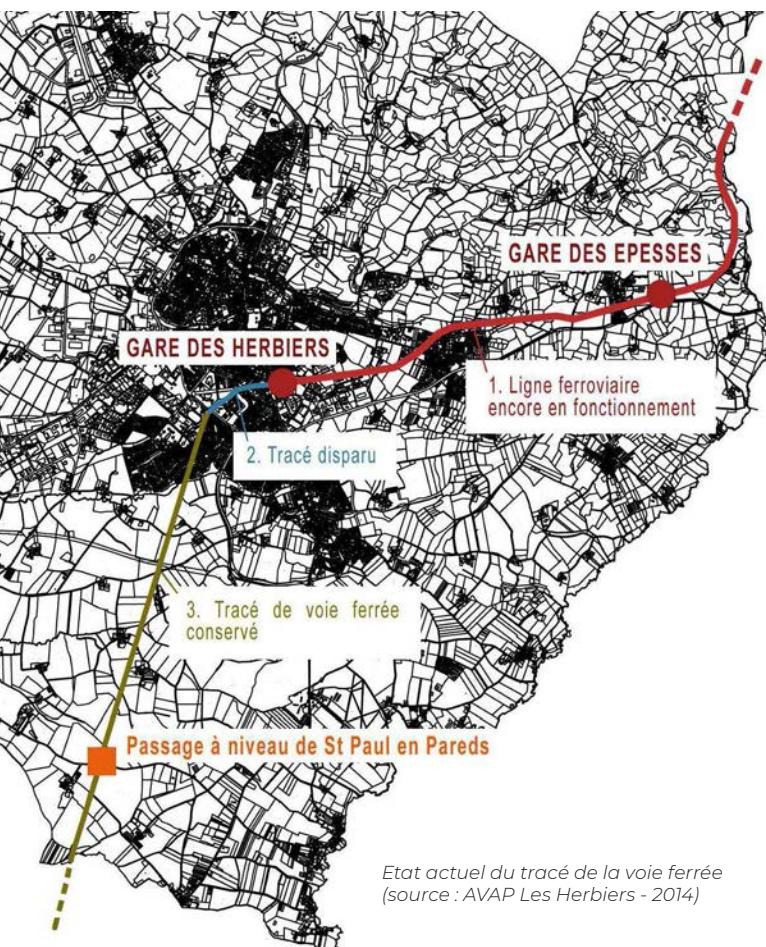 GARE DES EPESSES
GARE DES HERBIERS
1. Ligne ferroviaire
encore en fonctionnement
2. Tracé disparu
3. Tracé de voie ferrée
conservé
Passage à niveau de St Paul en Pareds
Etat actuel du tracé de la voie ferrée
(source : AVAP Les Herbiers - 2014)